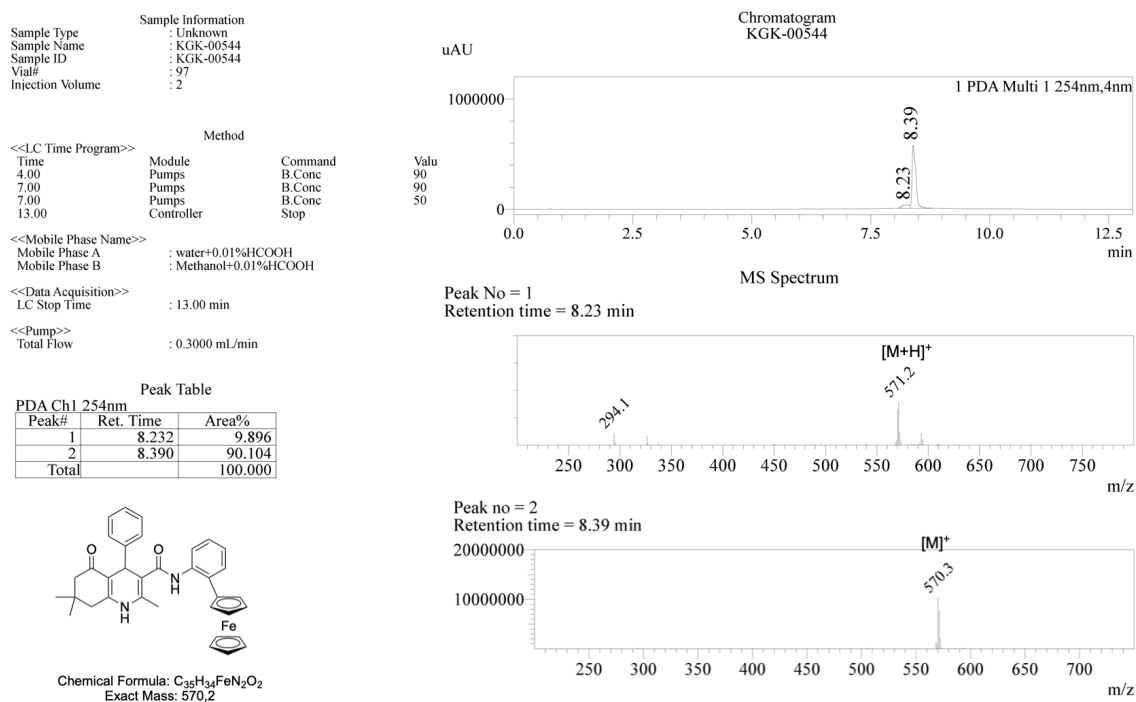 Sample Information
Sample Type : Unknown
Sample Name : KGK-00544
Sample ID : KGK-00544
Vial# : 97
Injection Volume : 2
Method
<<LC Time Program>>
Time Module Command Valu
4.00 Pumps B.Conc 90
7.00 Pumps B.Conc 90
7.00 Pumps B.Conc 50
13.00 Controller Stop
<<Mobile Phase Name>>
Mobile Phase A : water+0.01%HCOOH
Mobile Phase B : Methanol+0.01%HCOOH
<<Data Acquisition>>
LC Stop Time : 13.00 min
<<Pump>>
Total Flow : 0.3000 mL/min
Peak Table
PDA Ch1 254nm
Peak# Ret. Time Area%
1 8.232 9.896
2 8.390 90.104
Total 100.000
O
O
N
H
N
H
Fe
Chemical Formula: C₃₅H₃₄FeN₂O₂
Exact Mass: 570,2
Chromatogram
KGK-00544
uAU
1 PDA Multi 1 254nm,4nm
1000000
8.23
8.39
0
0.0 2.5 5.0 7.5 10.0 12.5
min
MS Spectrum
Peak No = 1
Retention time = 8.23 min
[M+H]⁺
571.2
294.1
250 300 350 400 450 500 550 600 650 700 750
m/z
Peak no = 2
Retention time = 8.39 min
20000000
[M]⁺
570.3
10000000
250 300 350 400 450 500 550 600 650 700
m/z